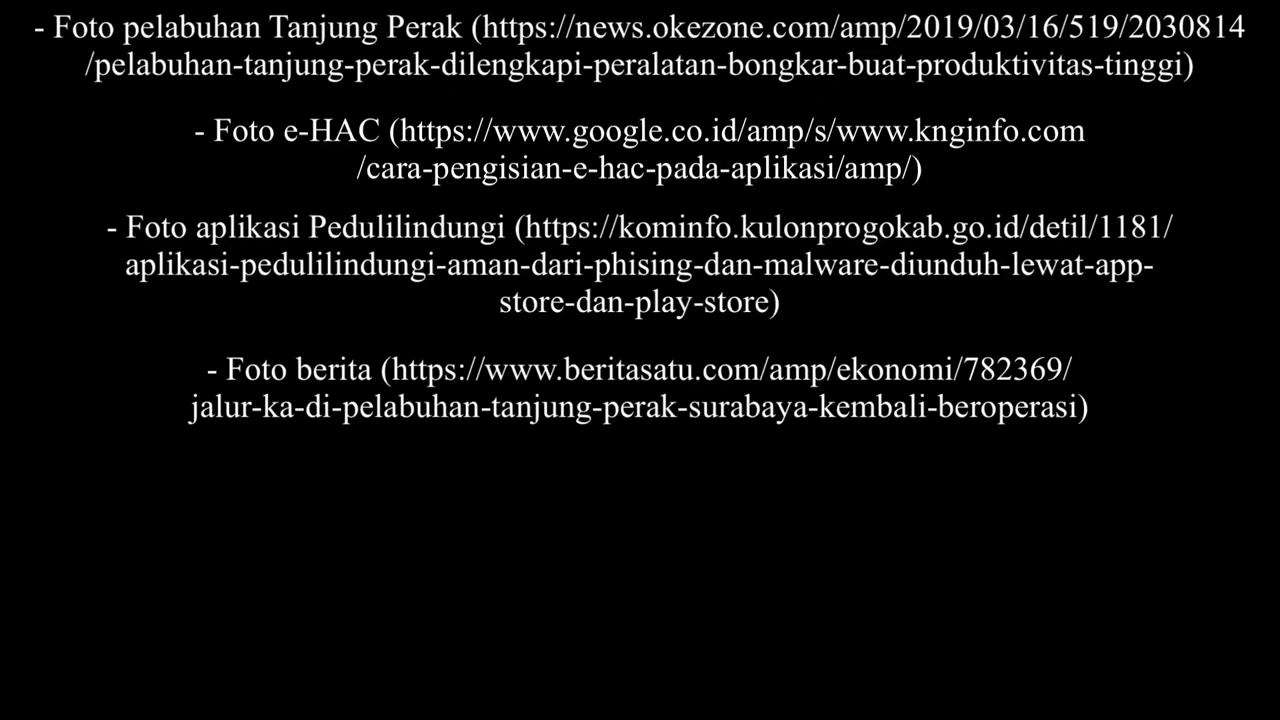 - Foto pelabuhan Tanjung Perak (https://news.okezone.com/amp/2019/03/16/519/2030814
/pelabuhan-tanjung-perak-dilengkapi-peralatan-bongkar-buat-produktivitas-tinggi)
- Foto e-HAC (https://www.google.co.id/amp/s/www.knginfo.com
/cara-pengisian-e-hac-pada-aplikasi/amp/)
- Foto aplikasi Pedulilindungi (https://kominfo.kulonprogokab.go.id/detil/1181/
aplikasi-pedulilindungi-aman-dari-phising-dan-malware-diunduh-lewat-app-
store-dan-play-store)
- Foto berita (https://www.beritasatu.com/amp/ekonomi/782369/
jalur-ka-di-pelabuhan-tanjung-perak-surabaya-kembali-beroperasi)